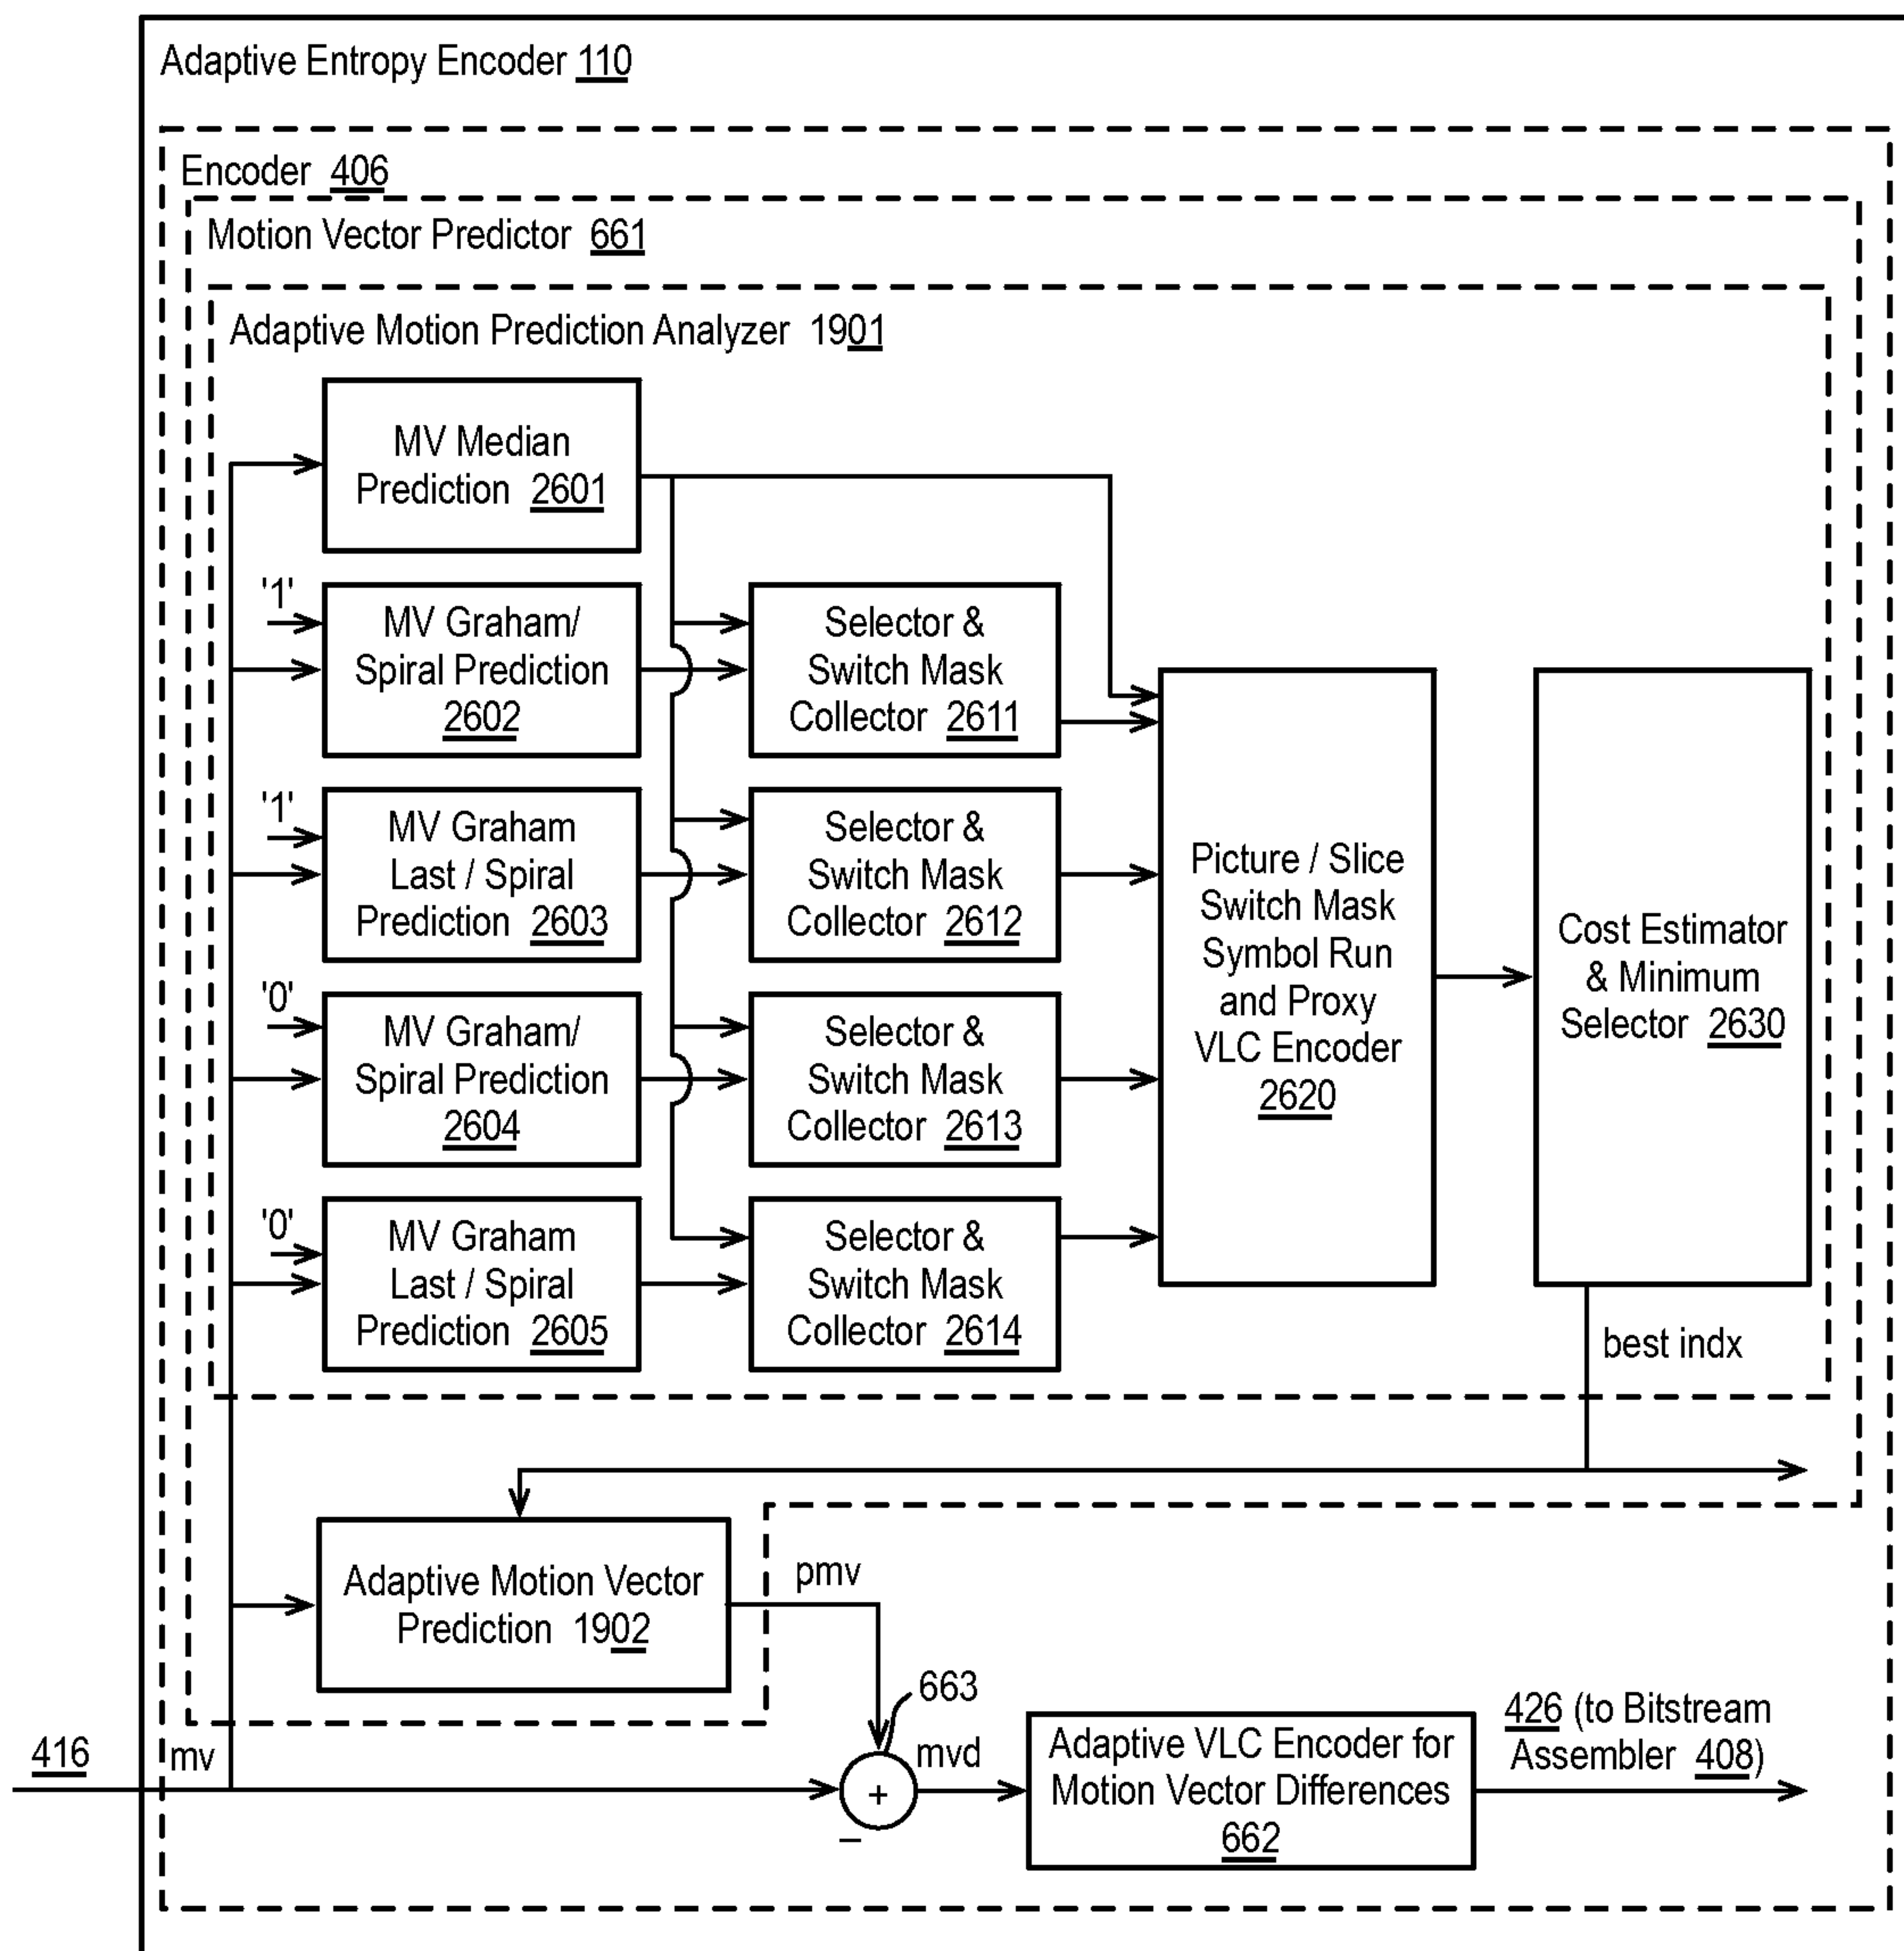 Adaptive Entropy Encoder 110
Encoder 406
Motion Vector Predictor 661
Adaptive Motion Prediction Analyzer 1901
MV Median
Prediction 2601
'1'
MV Graham/
Spiral Prediction
2602
Selector &
Switch Mask
Collector 2611
'1'
MV Graham
Last / Spiral
Prediction 2603
Selector &
Switch Mask
Collector 2612
'0'
MV Graham/
Spiral Prediction
2604
Selector &
Switch Mask
Collector 2613
'0'
MV Graham
Last / Spiral
Prediction 2605
Selector &
Switch Mask
Collector 2614
Picture / Slice
Switch Mask
Symbol Run
and Proxy
VLC Encoder
2620
Cost Estimator
& Minimum
Selector 2630
best indx
Adaptive Motion Vector
Prediction 1902
pmv
663
416
mv
+
–
mvd
Adaptive VLC Encoder for
Motion Vector Differences
662
426 (to Bitstream
Assembler 408)